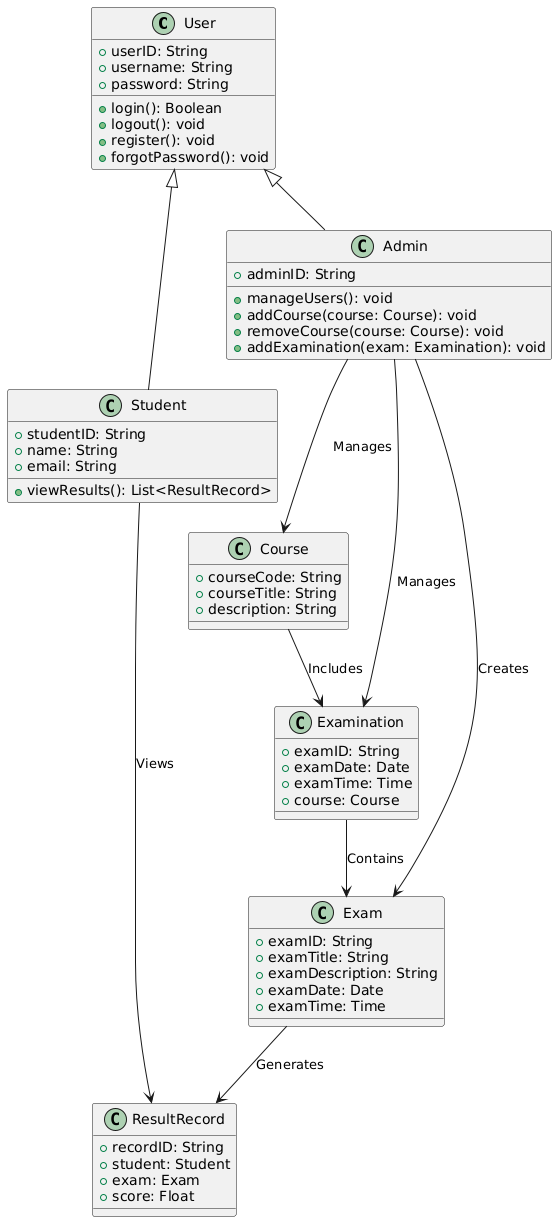 C User
userID: String
username: String
password: String
login(): Boolean
logout(): void
register(): void
forgotPassword(): void
C Admin
adminID: String
manageUsers(): void
addCourse(course: Course): void
removeCourse(course: Course): void
addExamination(exam: Examination): void
C Student
studentID: String
name: String
email: String
viewResults(): List<ResultRecord>
Manages
C Course
courseCode: String
courseTitle: String
description: String
Manages
Includes
Creates
C Examination
examID: String
examDate: Date
examTime: Time
course: Course
Views
Contains
C Exam
examID: String
examTitle: String
examDescription: String
examDate: Date
examTime: Time
Generates
C ResultRecord
recordID: String
student: Student
exam: Exam
score: Float